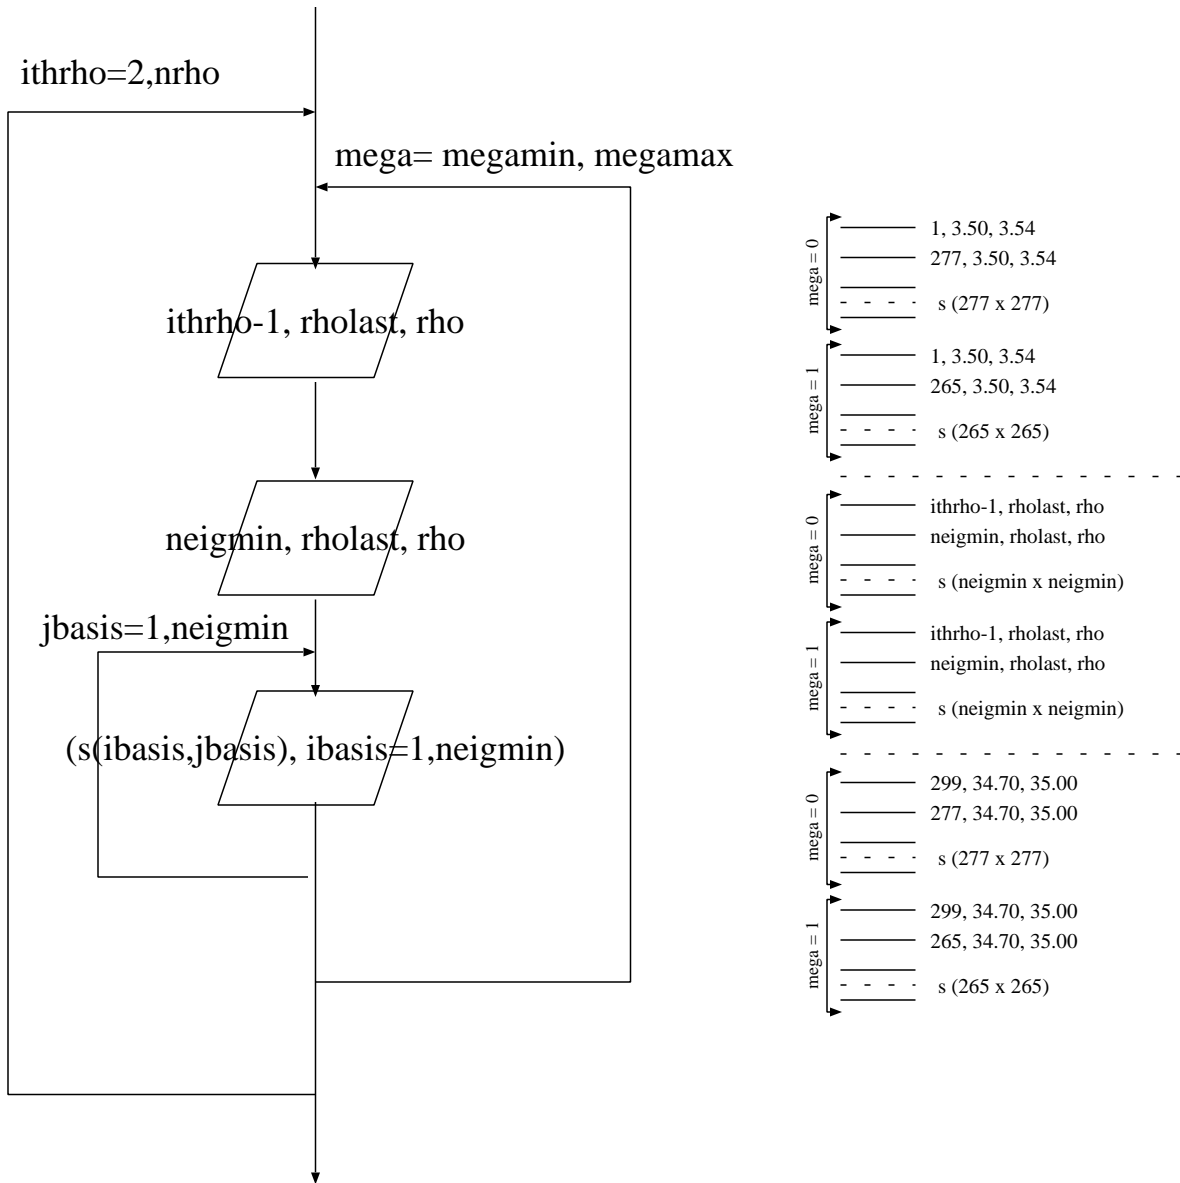 ithrho=2,nrho
mega= megamin, megamax
ithrho-1, rholast, rho
neigmin, rholast, rho
jbasis=1,neigmin
(s(ibasis,jbasis), ibasis=1,neigmin)
mega = 0
1, 3.50, 3.54
277, 3.50, 3.54
s (277 x 277)
mega = 1
1, 3.50, 3.54
265, 3.50, 3.54
s (265 x 265)
mega = 0
ithrho-1, rholast, rho
neigmin, rholast, rho
s (neigmin x neigmin)
mega = 1
ithrho-1, rholast, rho
neigmin, rholast, rho
s (neigmin x neigmin)
mega = 0
299, 34.70, 35.00
277, 34.70, 35.00
s (277 x 277)
mega = 1
299, 34.70, 35.00
265, 34.70, 35.00
s (265 x 265)